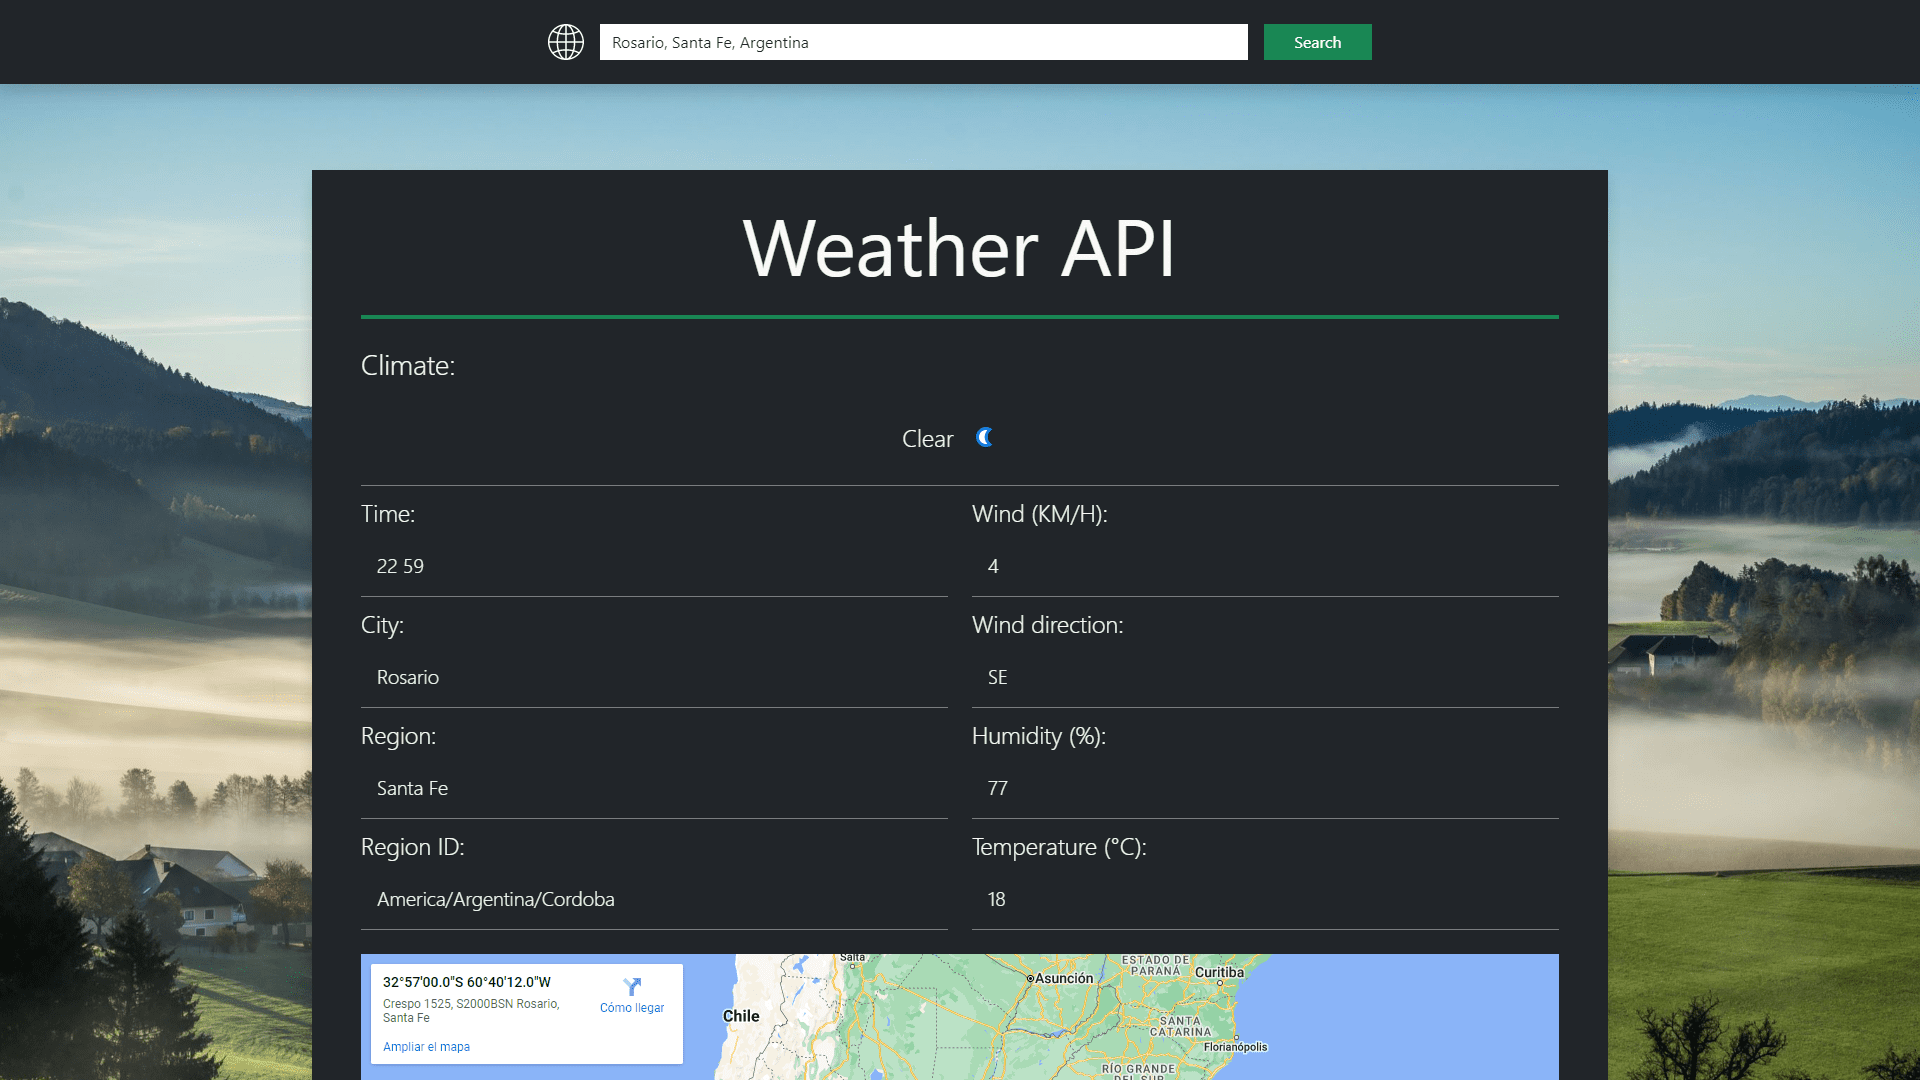 Rosario, Santa Fe, Argentina
Search
Weather API
Climate:
Clear
Time:
22 59
Wind (KM/H):
4
City:
Rosario
Wind direction:
SE
Region:
Santa Fe
Humidity (%):
77
Region ID:
America/Argentina/Cordoba
Temperature (°C):
18
32°57'00.0"S 60°40'12.0"W
Crespo 1525, S2000BSN Rosario,
Santa Fe
Cómo llegar
Ampliar el mapa
Salta
Asunción
ESTADO DE
PARANÁ
Curitiba
Chile
SANTA
CATARINA
Florianópolis
RÍO GRANDE
DEL SUR